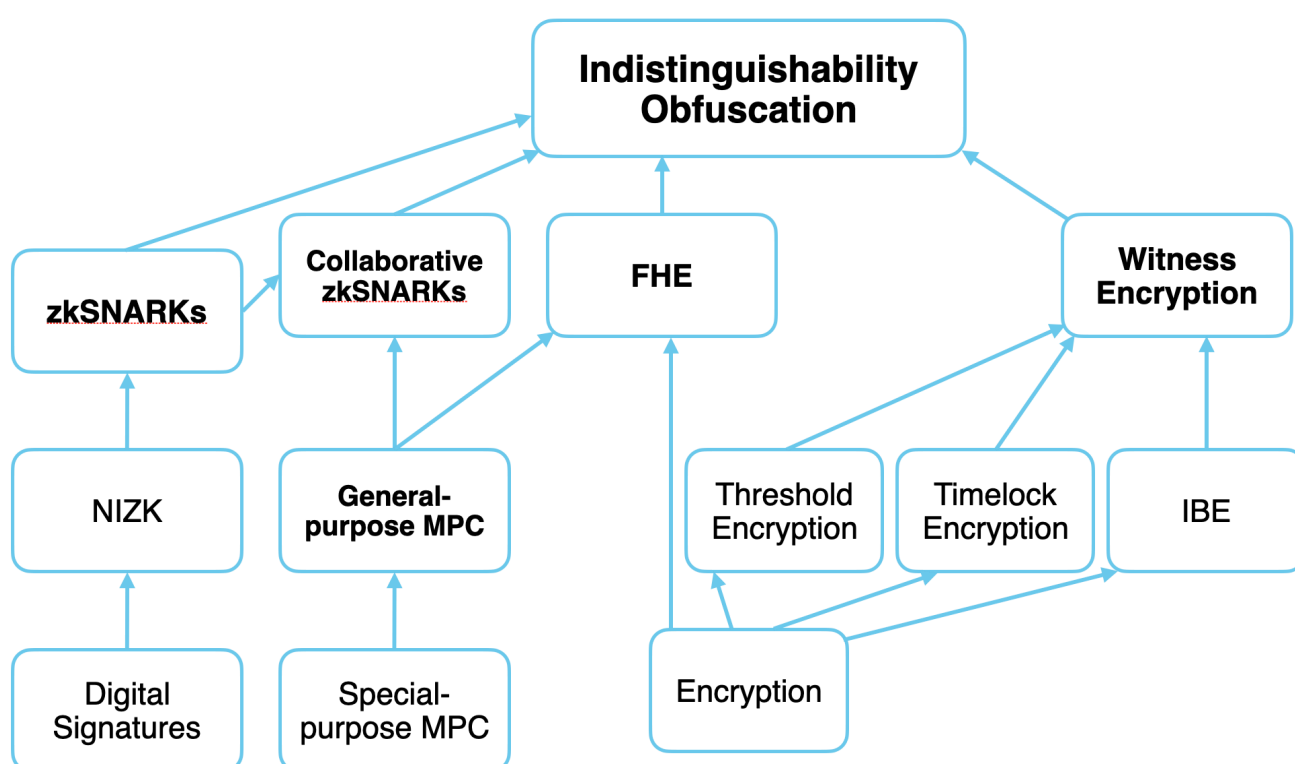 Indistinguishability
Obfuscation
zkSNARKs
Collaborative
zkSNARKs
FHE
Witness
Encryption
NIZK
General-
purpose MPC
Threshold
Encryption
Timelock
Encryption
IBE
Digital
Signatures
Special-
purpose MPC
Encryption